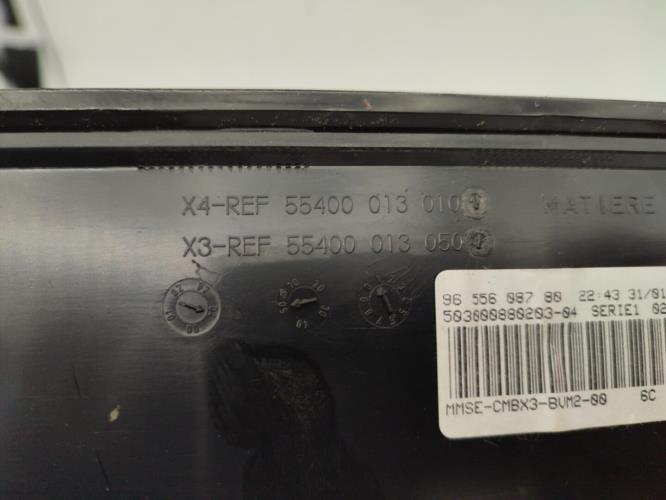 X4-REF 55400 013 010
MATIERE
X3-REF 55400 013 050
96 556 087 80 22:43 31/01
503000880203-04 SERIE1 02
MMSE-CMBX3-BVM2-00 6C